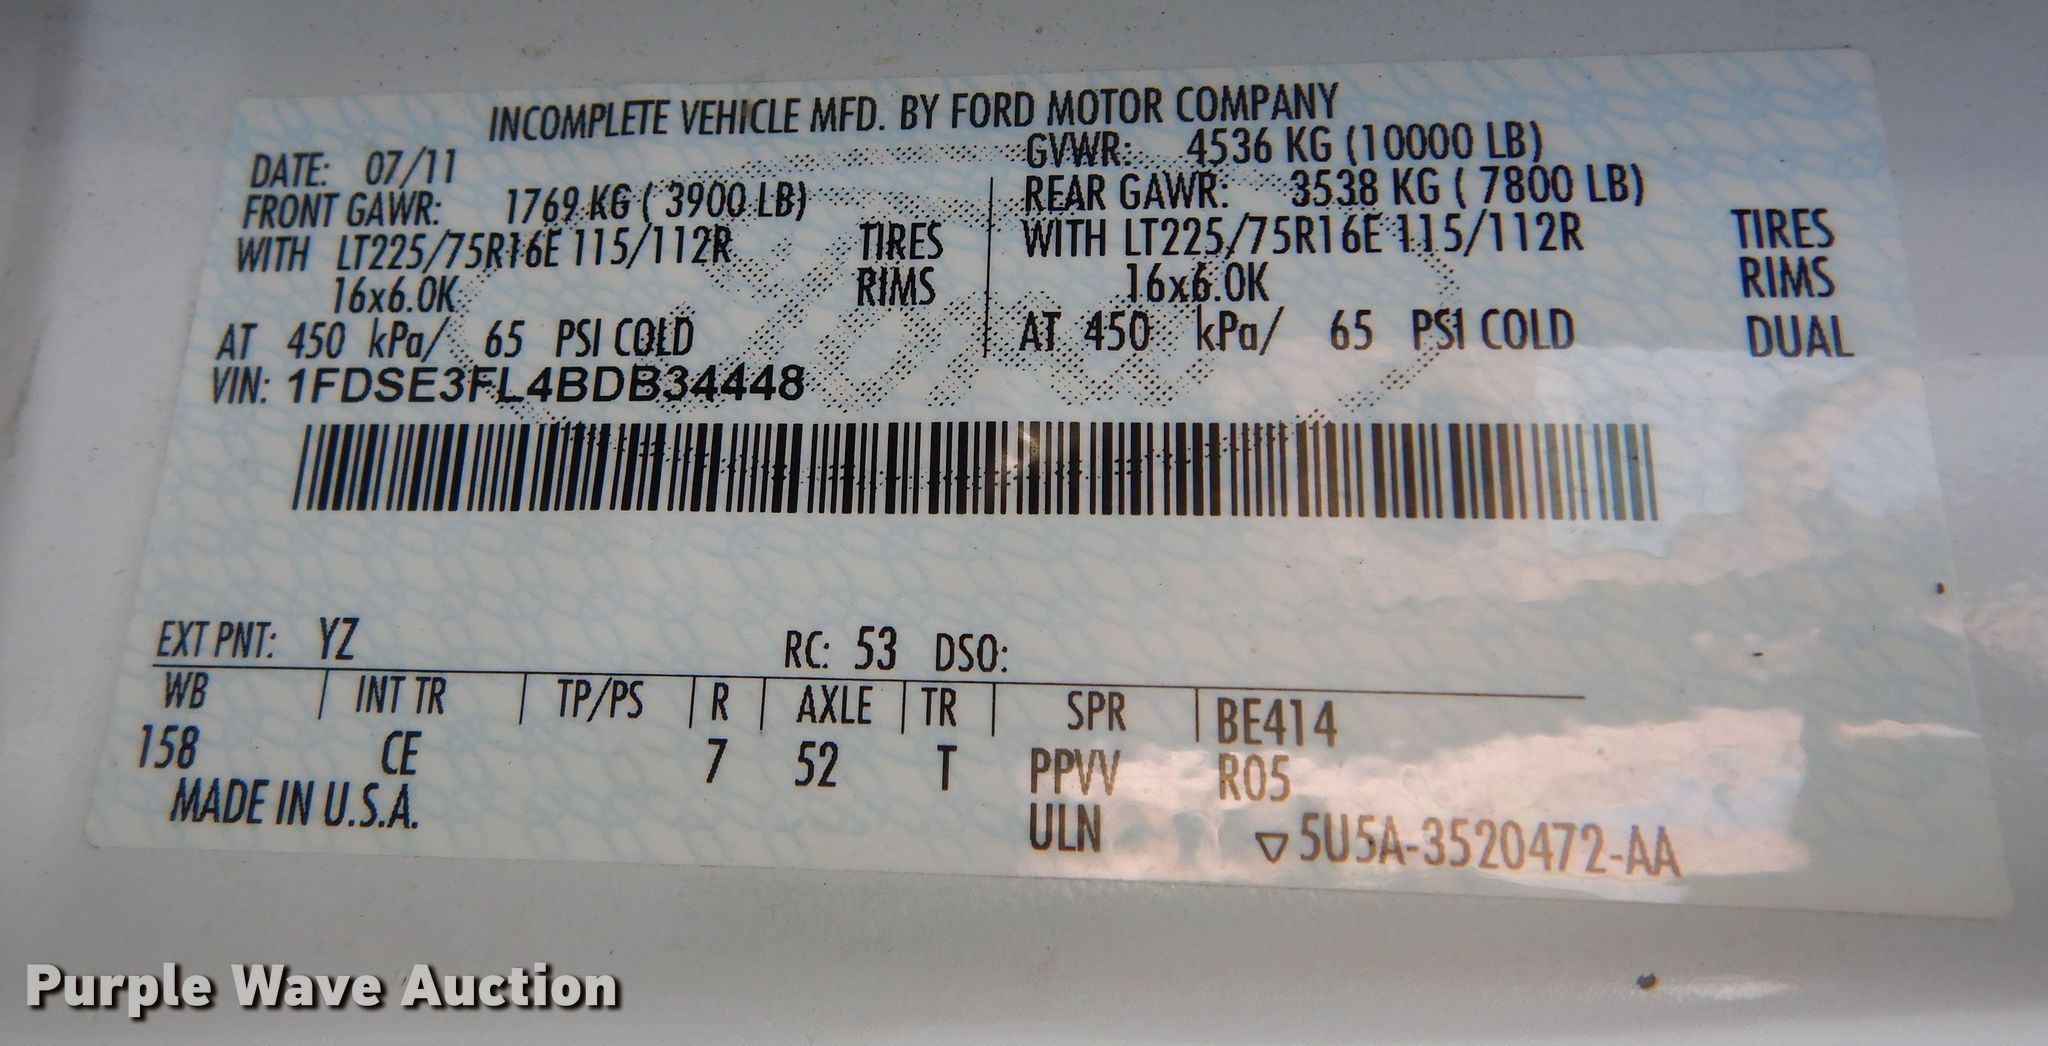 INCOMPLETE VEHICLE MFD. BY FORD MOTOR COMPANY
DATE: 07/11 GVWR: 4536 KG (10000 LB)
FRONT GAWR: 1769 KG ( 3900 LB) REAR GAWR: 3538 KG ( 7800 LB)
WITH LT225/75R16E 115/112R TIRES WITH LT225/75R16E 115/112R TIRES
16x6.0K RIMS 16x6.0K RIMS
AT 450 kPa/ 65 PSI COLD AT 450 kPa/ 65 PSI COLD DUAL
VIN: 1FDSE3FL4BDB34448
EXT PNT: YZ RC: 53 DSO:
WB INT TR TP/PS R AXLE TR SPR BE414
158 CE 7 52 T PPVV R05
MADE IN U.S.A. ULN ▽5U5A-3520472-AA
Purple Wave Auction